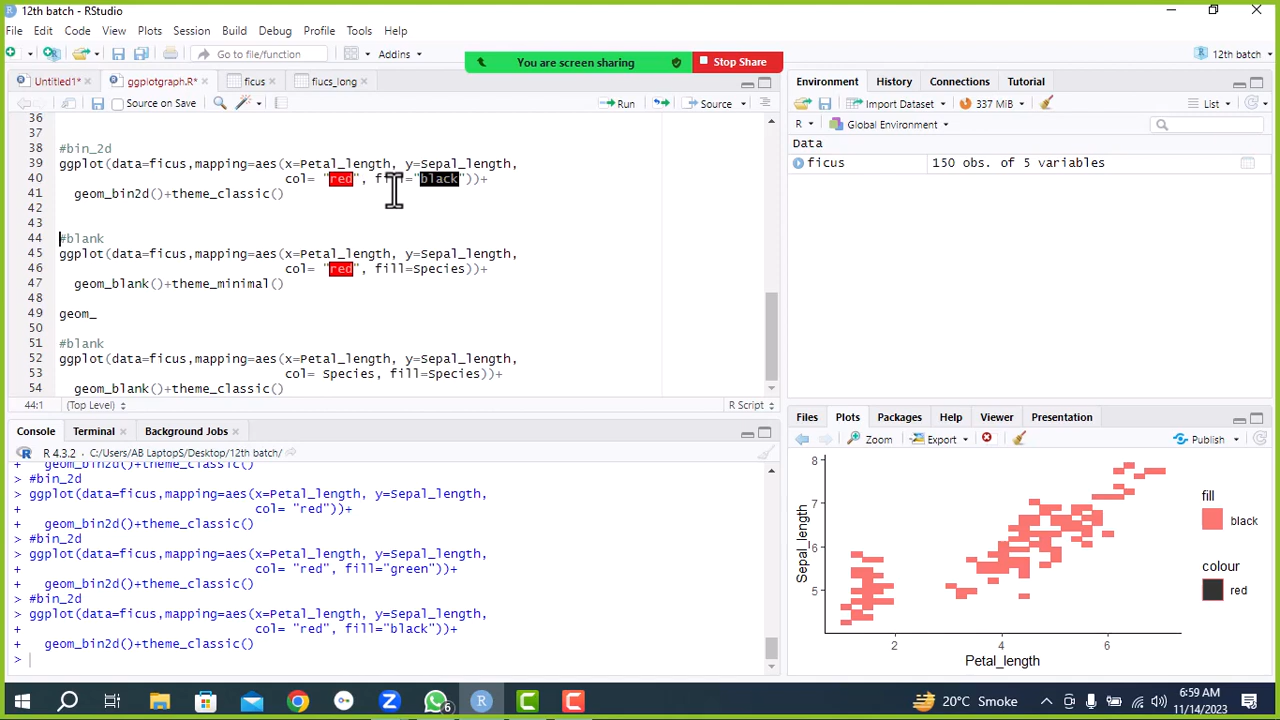 12th batch - RStudio
File Edit Code View Plots Session Build Debug Profile Tools Help
Go to file/function Addins
You are screen sharing Stop Share
12th batch
Untitled1* ggplotgraph.R* ficus fiucs_long
Source on Save Run Source
36
37
38 #bin_2d
39 ggplot(data=ficus,mapping=aes(x=Petal_length, y=Sepal_length,
40 col= "red", fill="black"))+
41 geom_bin2d()+theme_classic()
42
43
44 #blank
45 ggplot(data=ficus,mapping=aes(x=Petal_length, y=Sepal_length,
46 col= "red", fill=Species))+
47 geom_blank()+theme_minimal()
48
49 geom_
50
51 #blank
52 ggplot(data=ficus,mapping=aes(x=Petal_length, y=Sepal_length,
53 col= Species, fill=Species))+
54 geom_blank()+theme_classic()
44:1 (Top Level) R Script
Console Terminal Background Jobs
R 4.3.2 · C:/Users/AB LaptopS/Desktop/12th batch/
+ geom_bin2d()+theme_classic()
> #bin_2d
> ggplot(data=ficus,mapping=aes(x=Petal_length, y=Sepal_length,
+ col= "red"))+
+ geom_bin2d()+theme_classic()
> #bin_2d
> ggplot(data=ficus,mapping=aes(x=Petal_length, y=Sepal_length,
+ col= "red", fill="green"))+
+ geom_bin2d()+theme_classic()
> #bin_2d
> ggplot(data=ficus,mapping=aes(x=Petal_length, y=Sepal_length,
+ col= "red", fill="black"))+
+ geom_bin2d()+theme_classic()
>
Environment History Connections Tutorial
Import Dataset 337 MiB List
R Global Environment
Data
ficus 150 obs. of 5 variables
Files Plots Packages Help Viewer Presentation
Zoom Export Publish
8
7
6
5
2 4 6
Sepal_length
Petal_length
fill
black
colour
red
6
20°C Smoke
6:59 AM
11/14/2023